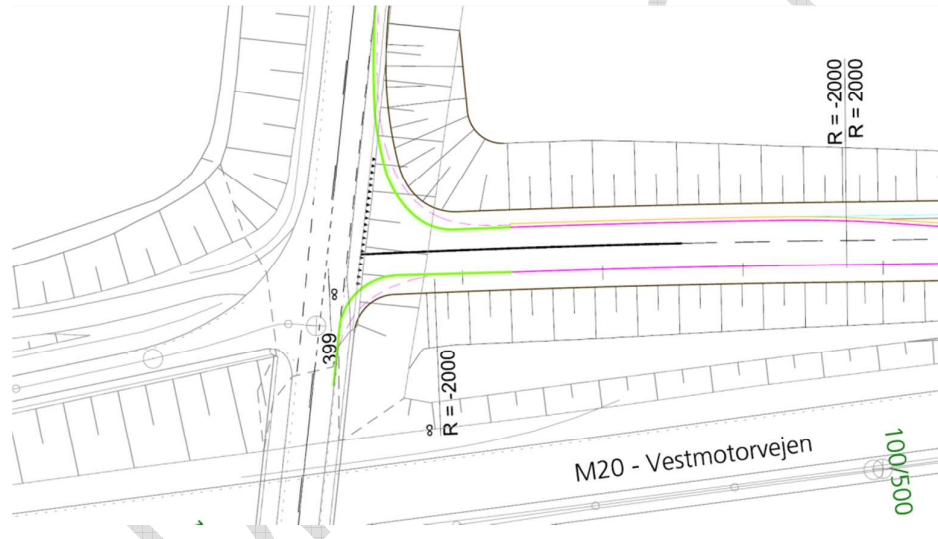 R = -2000
R = 2000
∞
399
∞
R = -2000
M20 - Vestmotorvejen
100/500